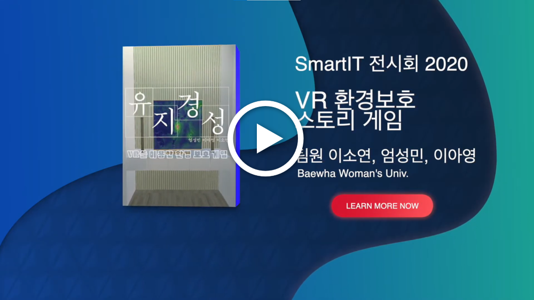 SmartIT 전시회 2020
유지경성
VR 환경보호
스토리 게임
팀원 이소연, 엄성민, 이아영
Baewha Woman's Univ.
LEARN MORE NOW